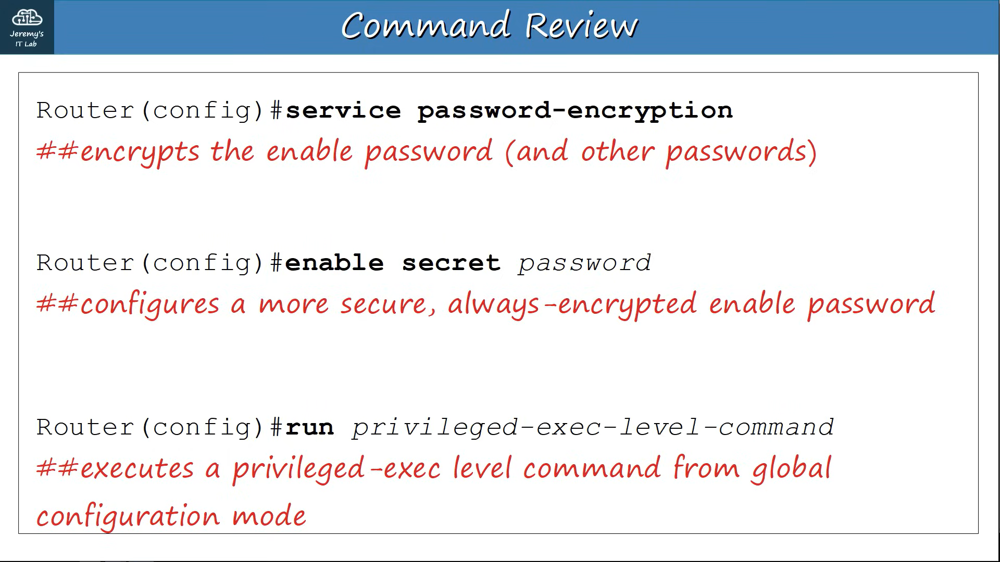 Jeremy's
IT Lab
Command Review
Router(config)#service password-encryption
##encrypts the enable password (and other passwords)
Router(config)#enable secret password
##configures a more secure, always-encrypted enable password
Router(config)#run privileged-exec-level-command
##executes a privileged-exec level command from global
configuration mode